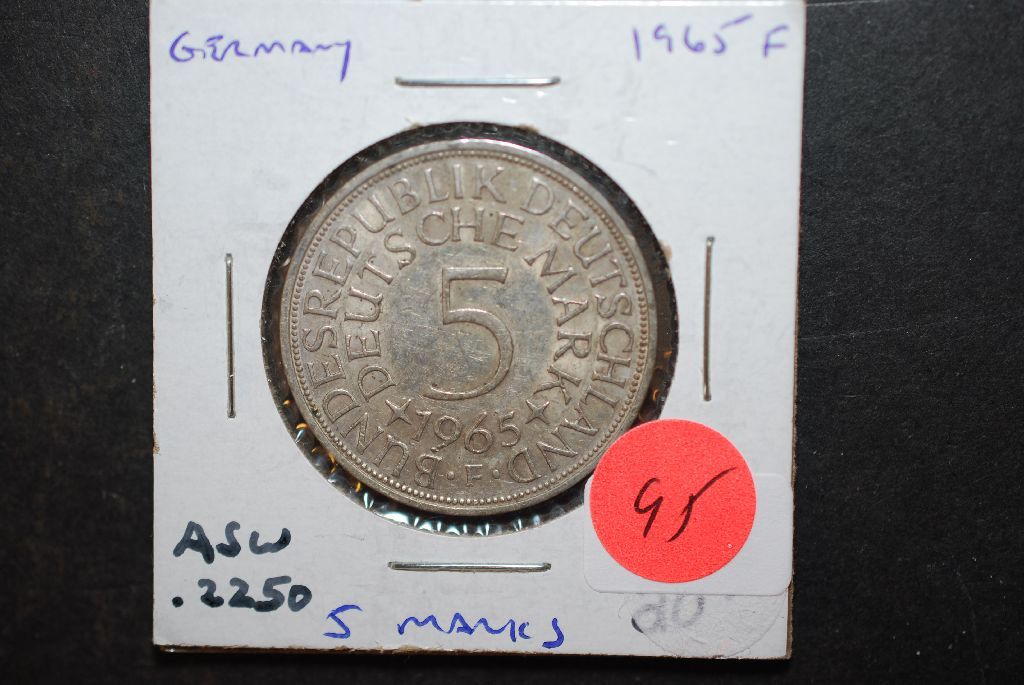 GERMANY 1965 F
BUNDESREPUBLIK DEUTSCHLAND
DEUTSCHE MARK
5
1965
· F ·
95
ASW
.2250
5 MARKS